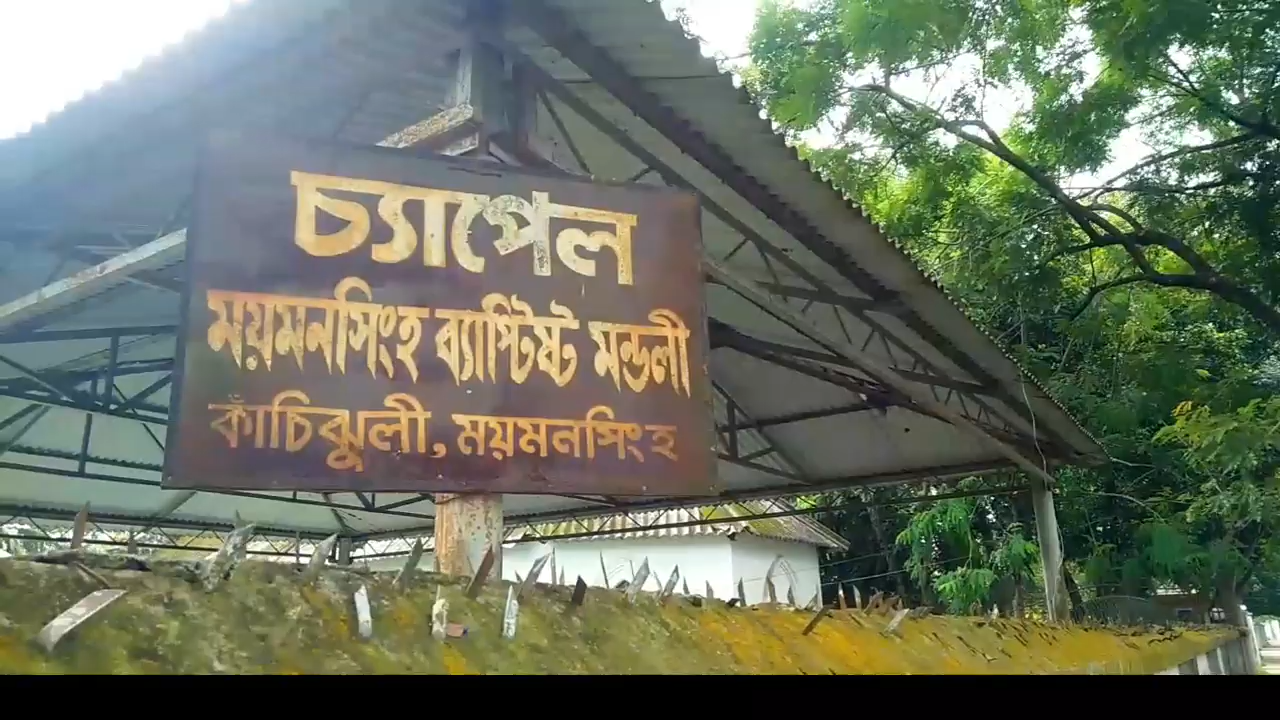 চ্যাপেল
ময়মনসিংহ ব্যাপ্টিষ্ট মন্ডলী
কাঁচিঝুলী, ময়মনসিংহ